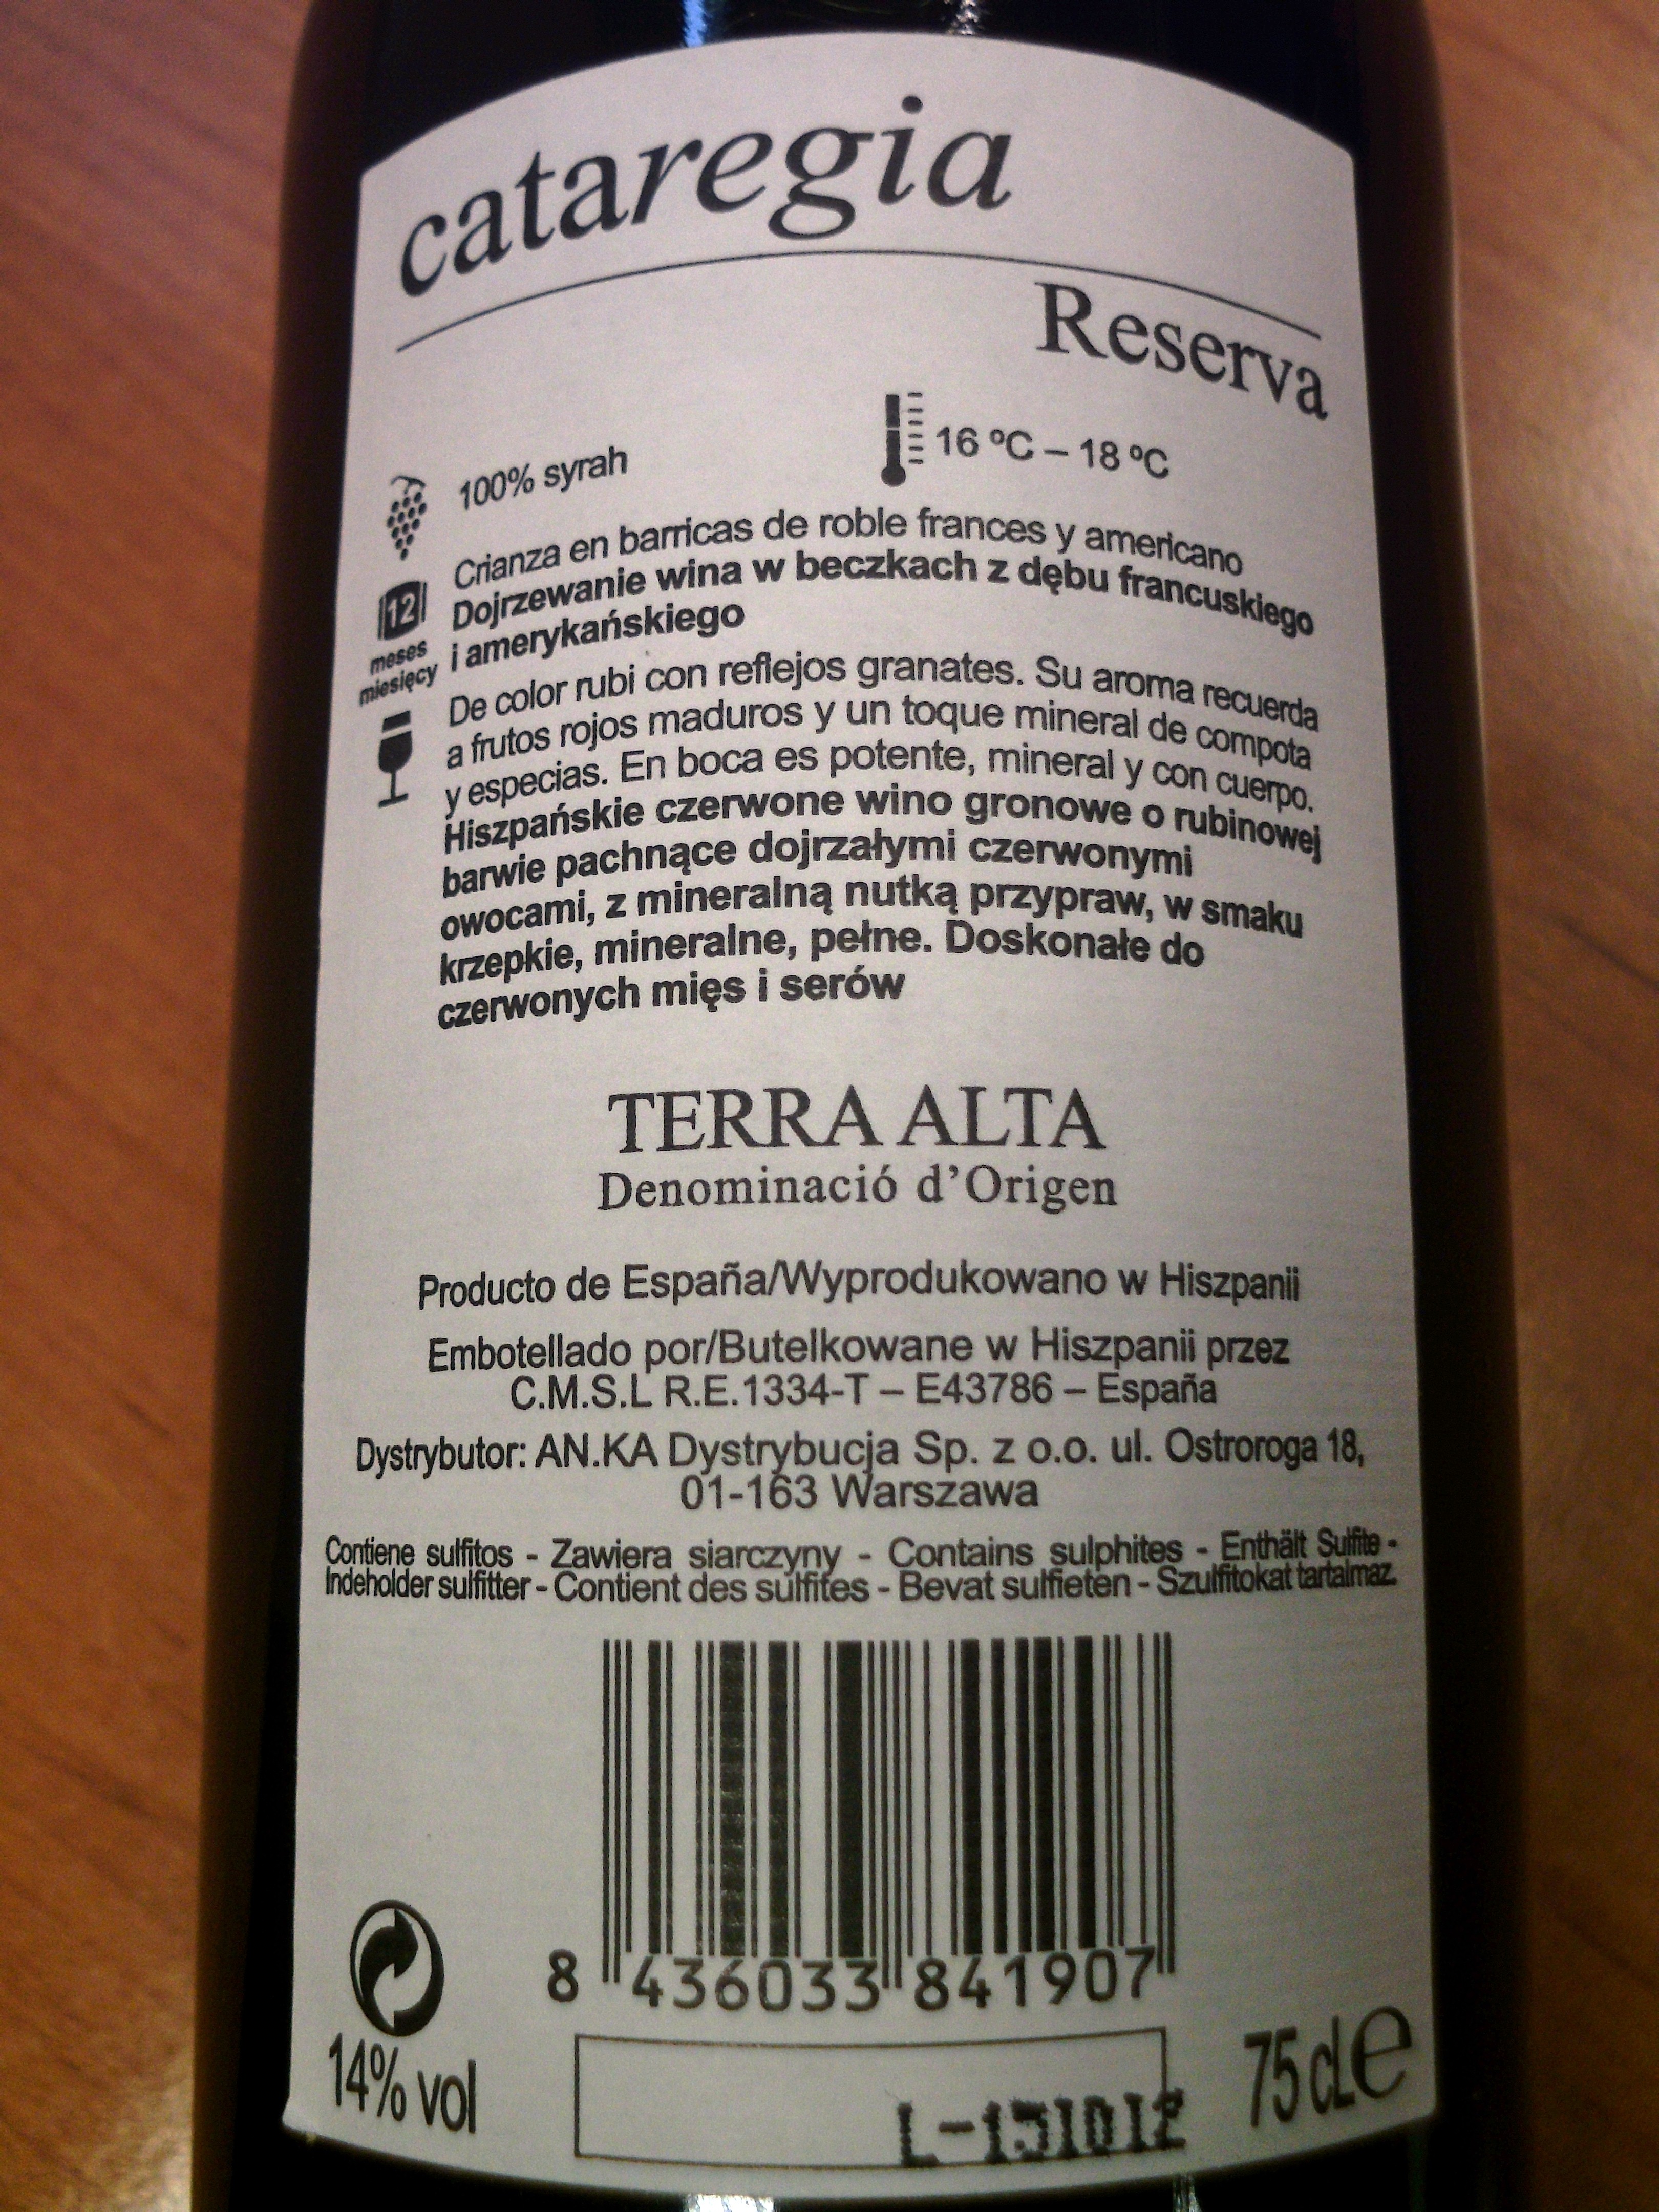 cataregia
Reserva
16 ºC – 18 ºC
100% syrah
Crianza en barricas de roble frances y americano
Dojrzewanie wina w beczkach z dębu francuskiego
i amerykańskiego
12
meses
miesięcy
De color rubi con reflejos granates. Su aroma recuerda
a frutos rojos maduros y un toque mineral de compota
y especias. En boca es potente, mineral y con cuerpo.
Hiszpańskie czerwone wino gronowe o rubinowej
barwie pachnące dojrzałymi czerwonymi
owocami, z mineralną nutką przypraw, w smaku
krzepkie, mineralne, pełne. Doskonałe do
czerwonych mięs i serów
TERRA ALTA
Denominació d'Origen
Producto de España/Wyprodukowano w Hiszpanii
Embotellado por/Butelkowane w Hiszpanii przez
C.M.S.L R.E.1334-T – E43786 – España
Dystrybutor: AN.KA Dystrybucja Sp. z o.o. ul. Ostroroga 18,
01-163 Warszawa
Contiene sulfitos - Zawiera siarczyny - Contains sulphites - Enthält Sulfite -
Indeholder sulfitter - Contient des sulfites - Bevat sulfieten - Szulfitokat tartalmaz.
8 436033 841907
14% vol
75 cL e